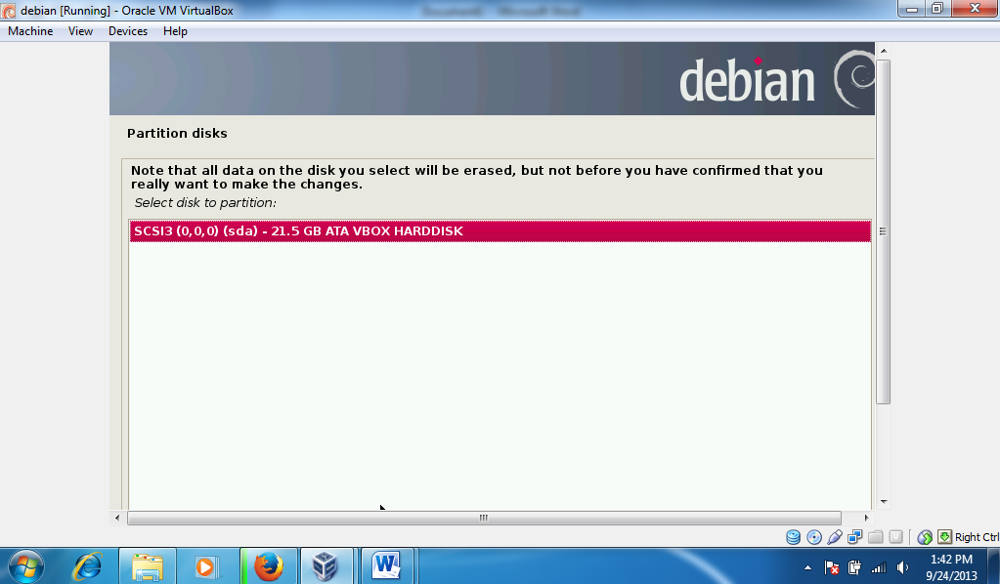 debian [Running] - Oracle VM VirtualBox
Machine View Devices Help
debian
Partition disks
Note that all data on the disk you select will be erased, but not before you have confirmed that you
really want to make the changes.
Select disk to partition:
SCSI3 (0,0,0) (sda) - 21.5 GB ATA VBOX HARDDISK
Right Ctrl
1:42 PM
9/24/2013